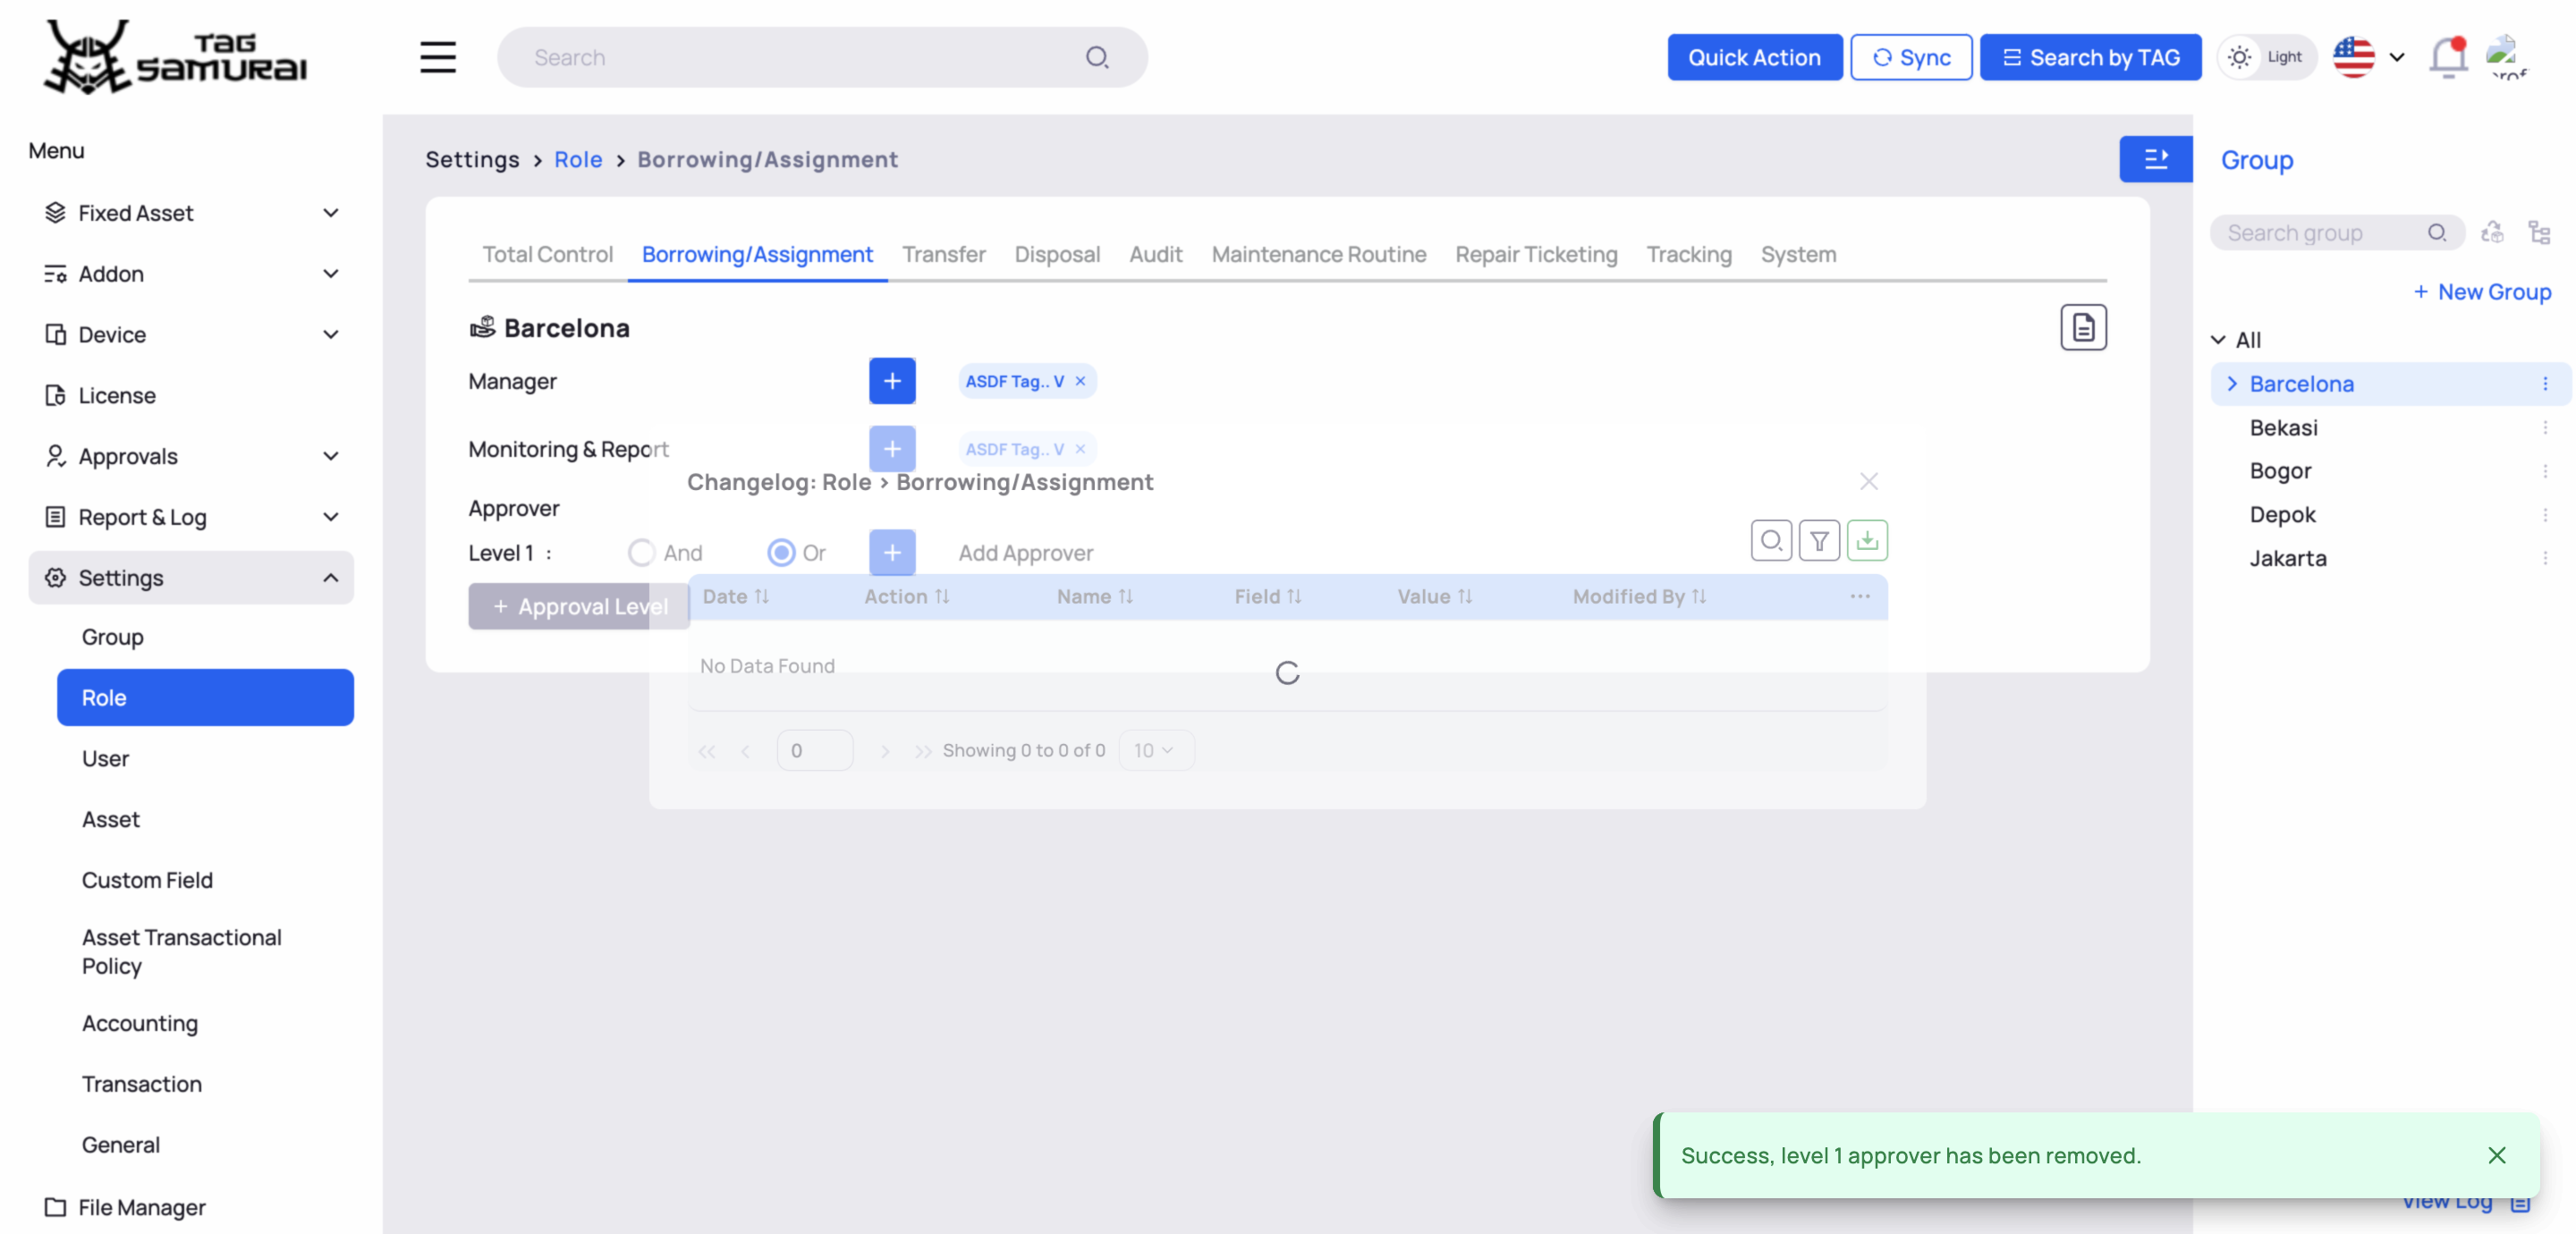 TAG SAMURAI
Search
Quick Action
Sync
Search by TAG
Light
Menu
Fixed Asset
Addon
Device
License
Approvals
Report & Log
Settings
Group
Role
User
Asset
Custom Field
Asset Transactional
Policy
Accounting
Transaction
General
File Manager
Settings > Role > Borrowing/Assignment
Total Control Borrowing/Assignment Transfer Disposal Audit Maintenance Routine Repair Ticketing Tracking System
Barcelona
Manager + ASDF Tag.. V ×
Monitoring & Report + ASDF Tag.. V ×
Changelog: Role > Borrowing/Assignment
Approver
Level 1 : And Or + Add Approver
+ Approval Level
Date Action Name Field Value Modified By ...
No Data Found
0 Showing 0 to 0 of 0 10
Group
Search group
+ New Group
All
Barcelona
Bekasi
Bogor
Depok
Jakarta
Success, level 1 approver has been removed.
View Log